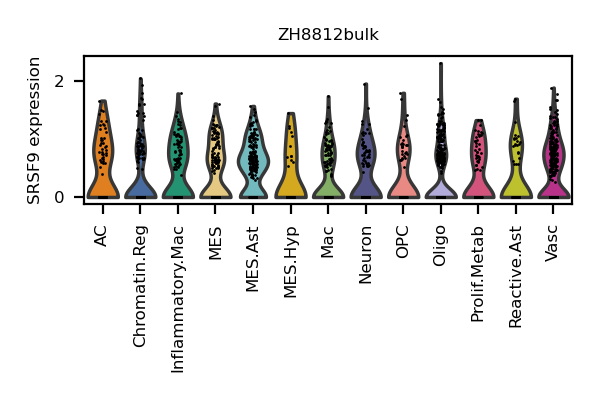 ZH8812bulk
SRSF9 expression
2
0
AC
Chromatin.Reg
Inflammatory.Mac
MES
MES.Ast
MES.Hyp
Mac
Neuron
OPC
Oligo
Prolif.Metab
Reactive.Ast
Vasc